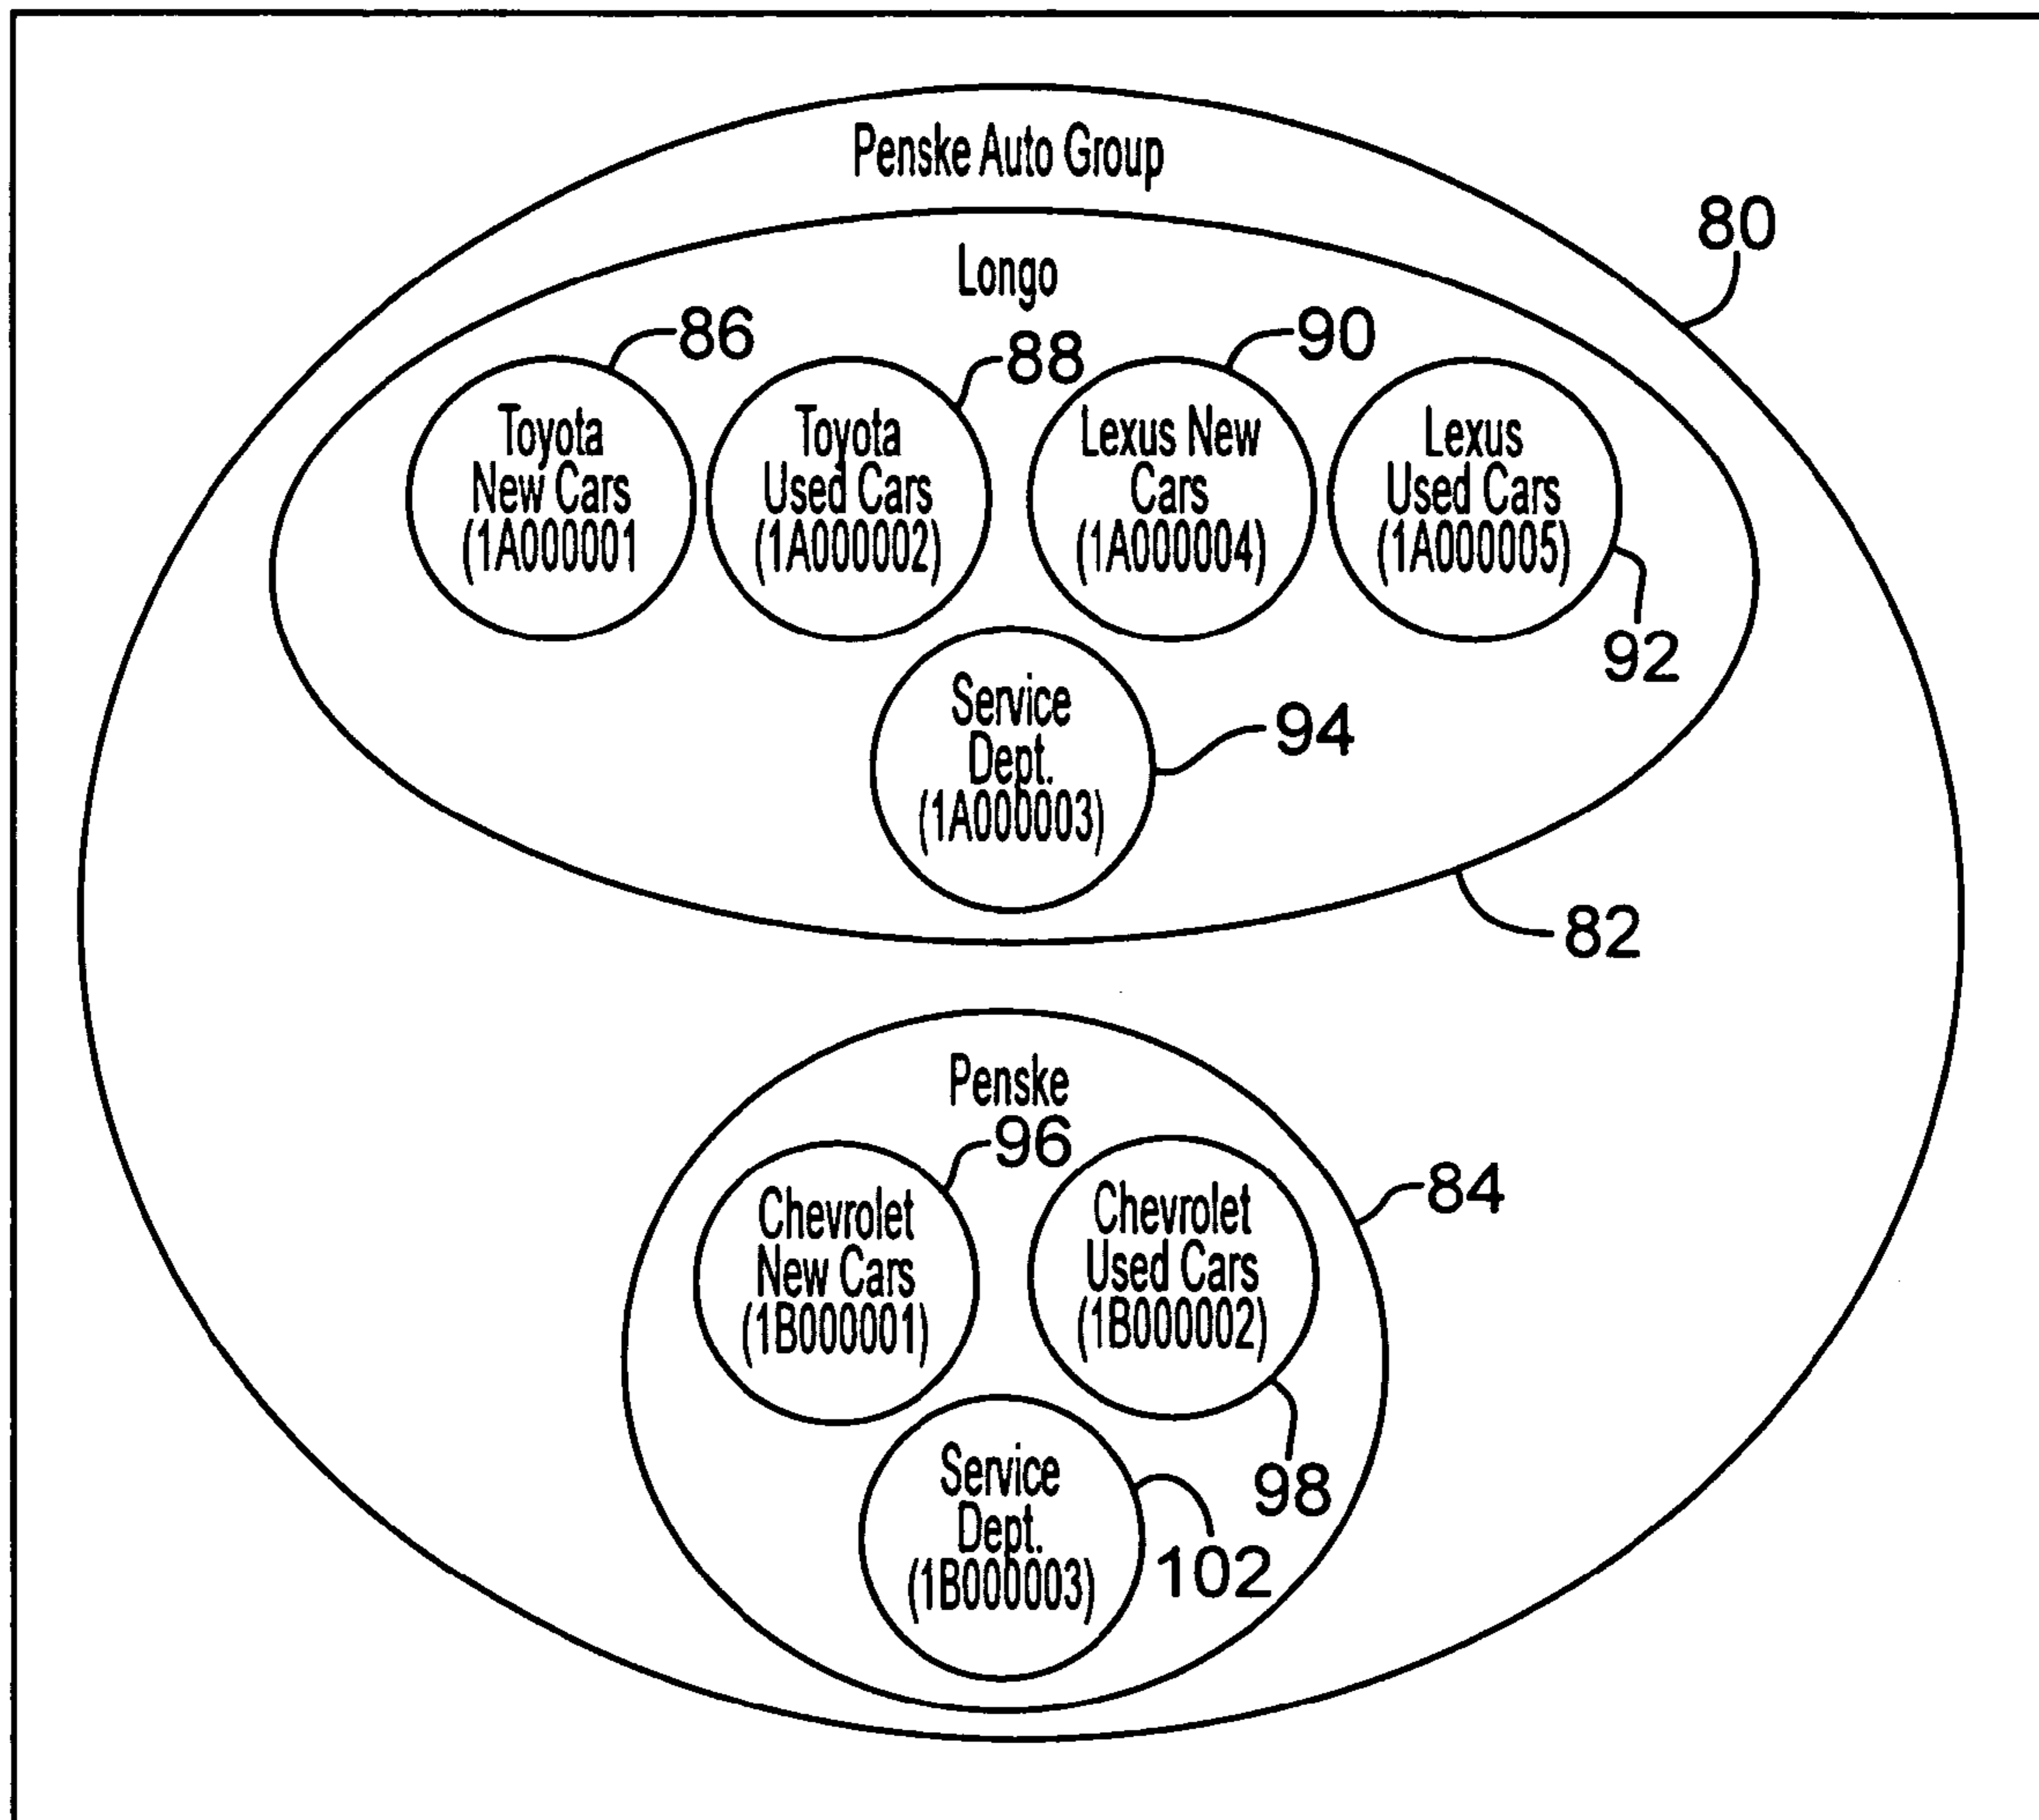 Penske Auto Group
80
Longo
86
88
90
Toyota
New Cars
(1A000001
Toyota
Used Cars
(1A000002)
Lexus New
Cars
(1A000004)
Lexus
Used Cars
(1A000005)
92
Service
Dept.
(1A000003)
94
82
Penske
96
84
Chevrolet
New Cars
(1B000001)
Chevrolet
Used Cars
(1B000002)
98
Service
Dept.
(1B000003)
102